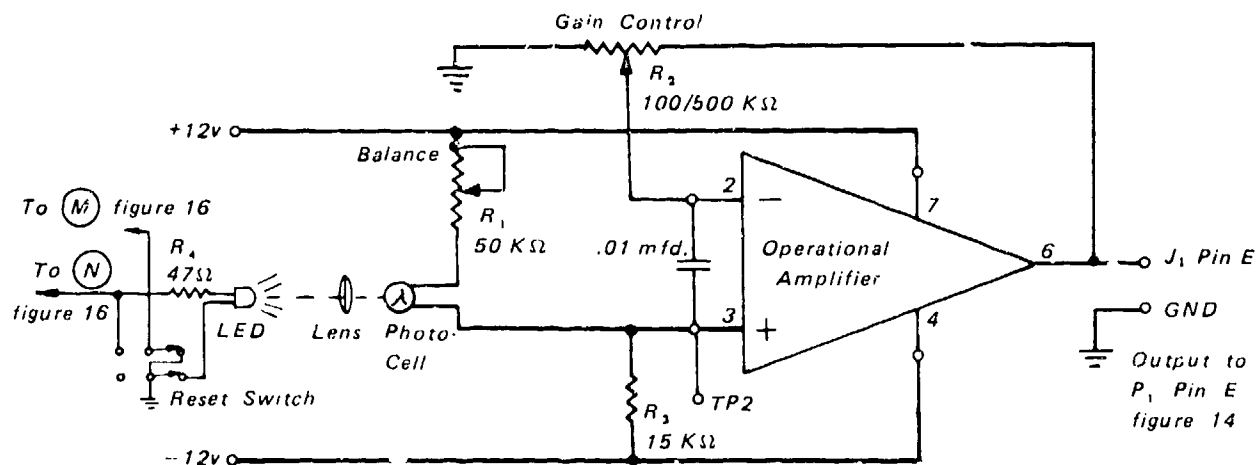 Gain Control
R₂
100/500 KΩ
+12v
Balance
R₁
50 KΩ
To M figure 16
R₄
47Ω
To N
figure 16
LED
Lens
Photo-
Cell
Reset Switch
.01 mfd.
2
−
3
+
Operational
Amplifier
7
6
4
J₁ Pin E
GND
Output to
P₁ Pin E
figure 14
λ
TP2
R₃
15 KΩ
−12v